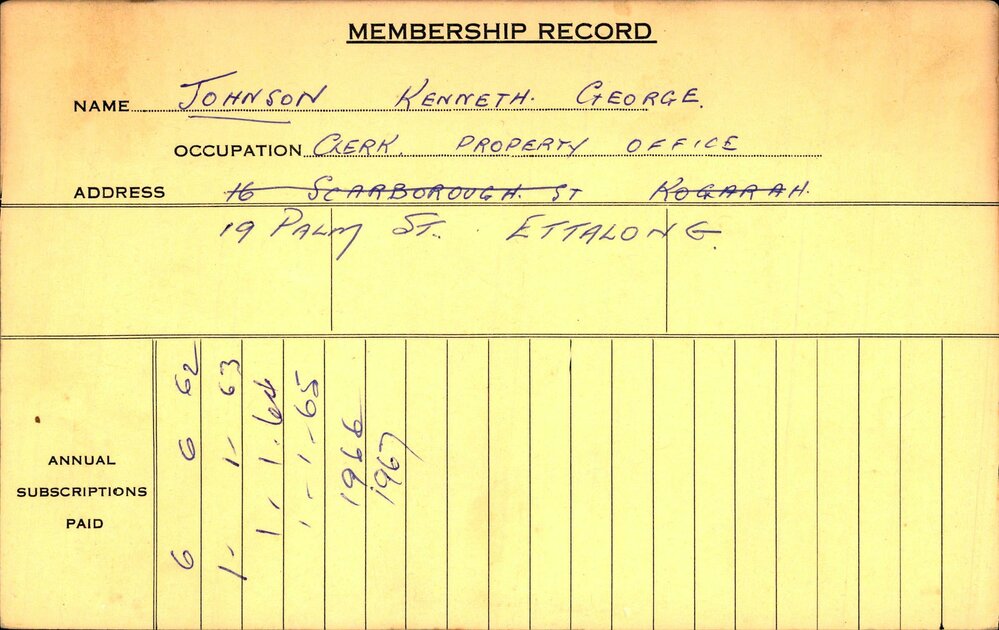 MEMBERSHIP RECORD
NAME JOHNSON KENNETH. GEORGE.
OCCUPATION CLERK. PROPERTY OFFICE
ADDRESS 16 SCARBOROUGH. ST KOGARAH.
19 PALM ST. ETTALONG.
ANNUAL
SUBSCRIPTIONS
PAID
6 6 62
1- 1- 63
1- 1. 64
1-1-65
1966
1967